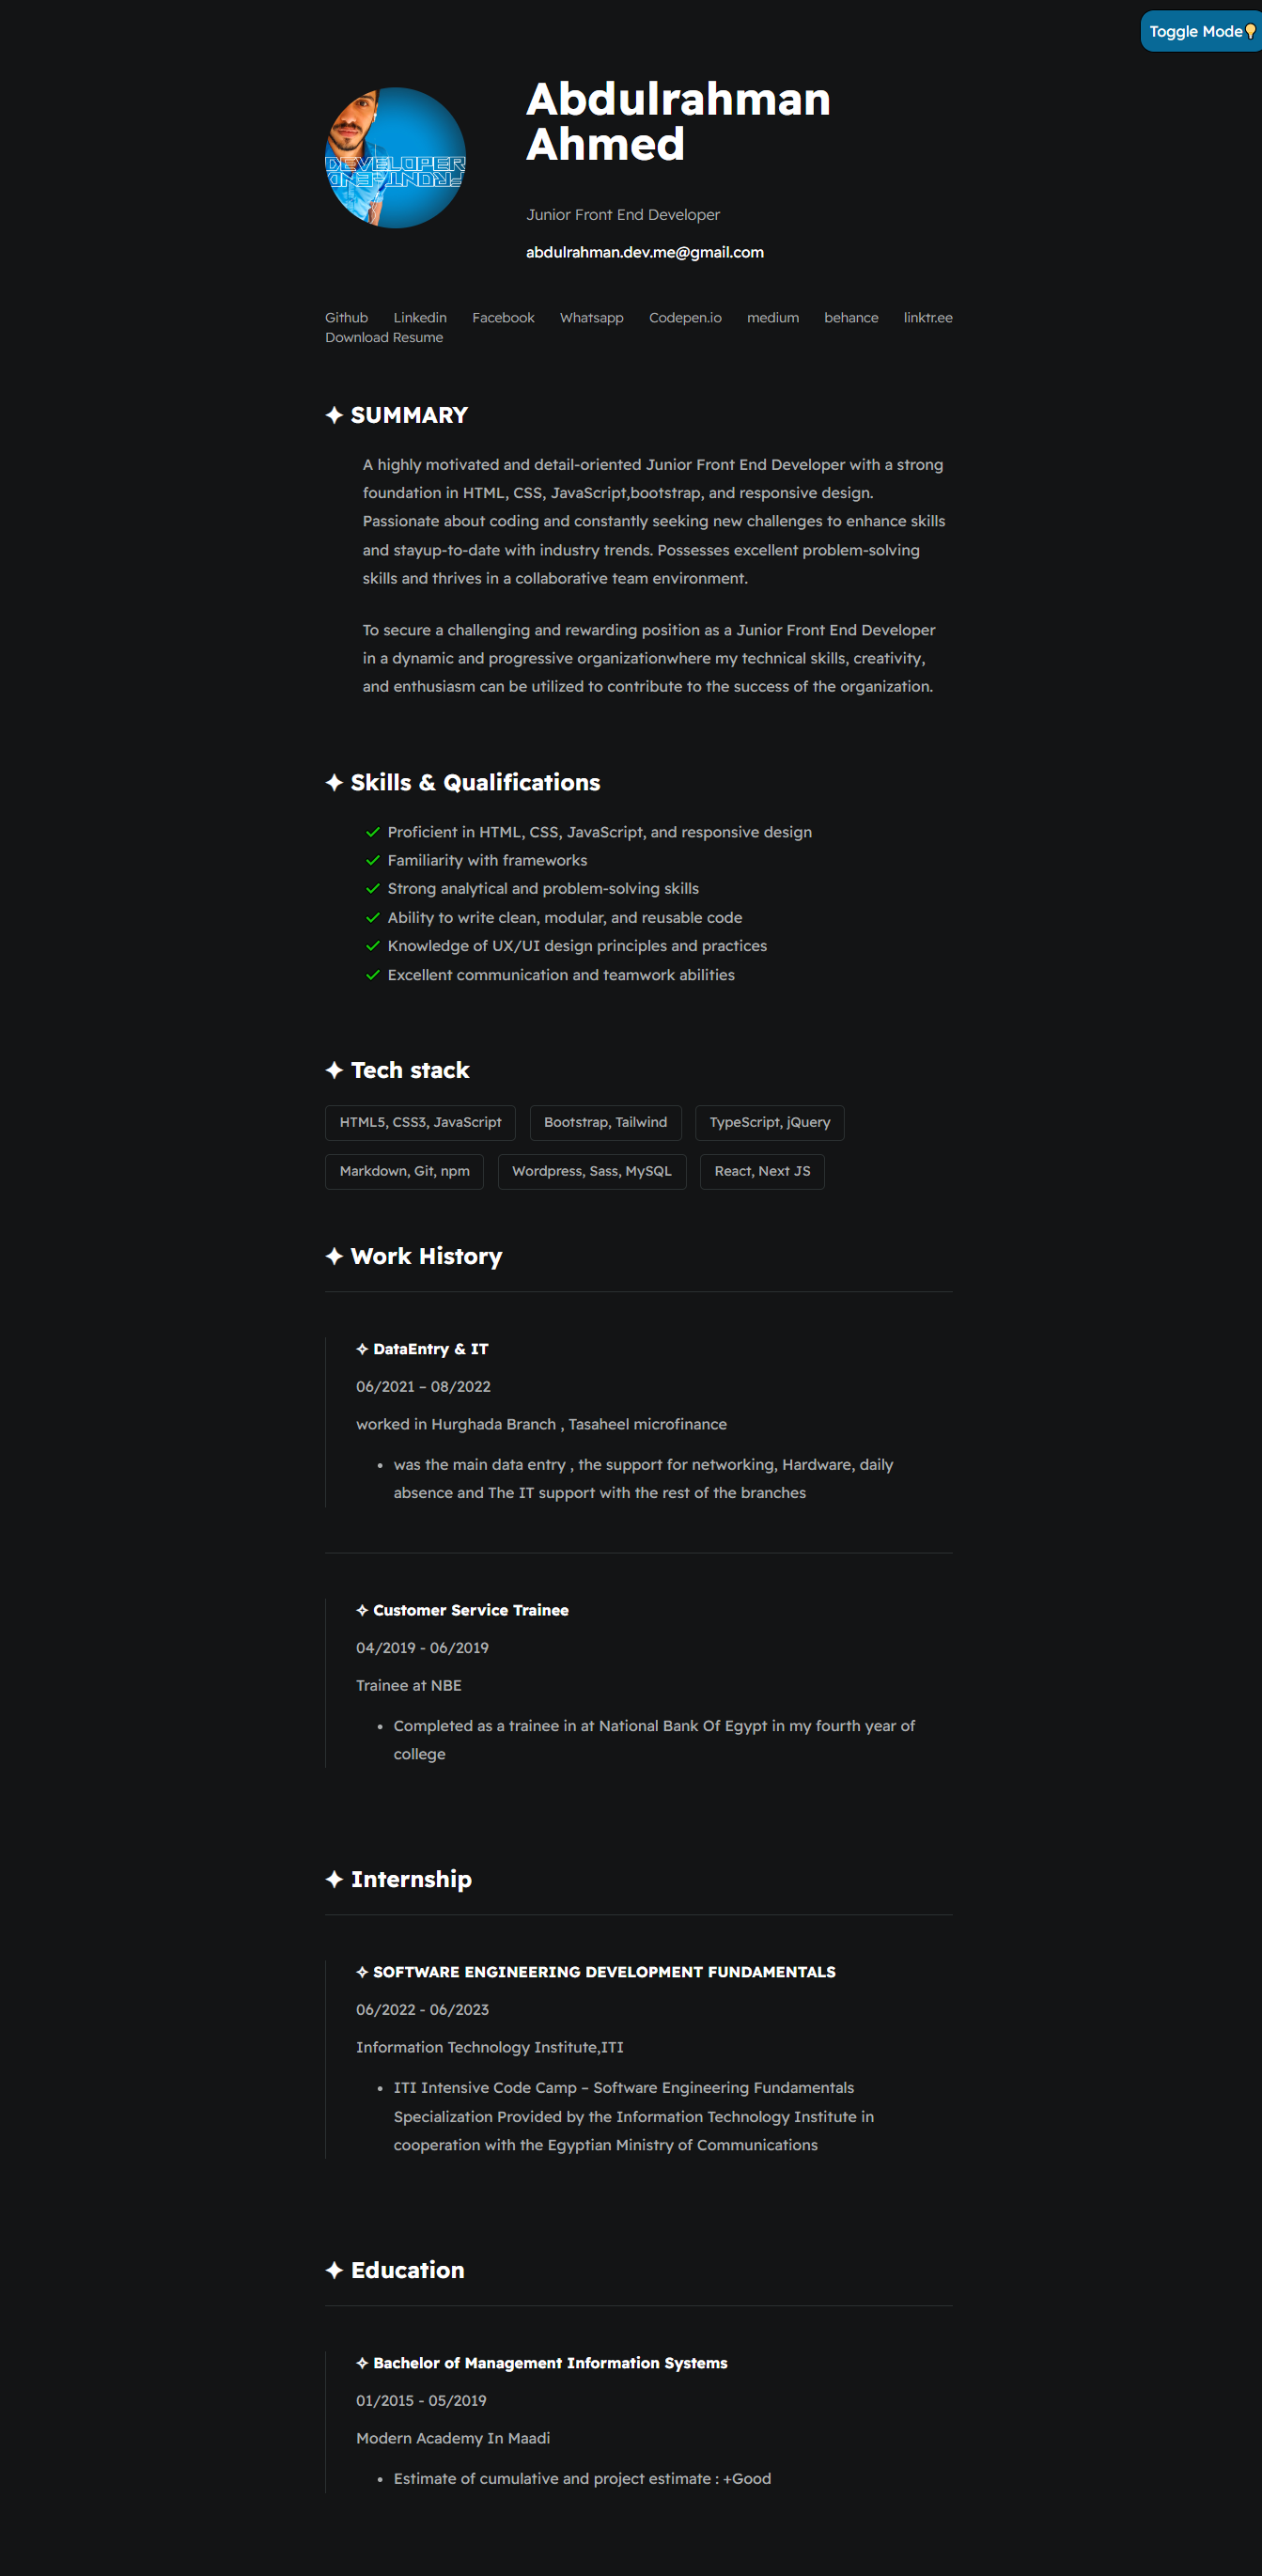 Toggle Mode💡
Abdulrahman
Ahmed
DEVELOPER
FRONT-END
Junior Front End Developer
abdulrahman.dev.me@gmail.com
Github Linkedin Facebook Whatsapp Codepen.io medium behance linktr.ee
Download Resume
✦ SUMMARY
A highly motivated and detail-oriented Junior Front End Developer with a strong
foundation in HTML, CSS, JavaScript,bootstrap, and responsive design.
Passionate about coding and constantly seeking new challenges to enhance skills
and stayup-to-date with industry trends. Possesses excellent problem-solving
skills and thrives in a collaborative team environment.
To secure a challenging and rewarding position as a Junior Front End Developer
in a dynamic and progressive organizationwhere my technical skills, creativity,
and enthusiasm can be utilized to contribute to the success of the organization.
✦ Skills & Qualifications
✓ Proficient in HTML, CSS, JavaScript, and responsive design
✓ Familiarity with frameworks
✓ Strong analytical and problem-solving skills
✓ Ability to write clean, modular, and reusable code
✓ Knowledge of UX/UI design principles and practices
✓ Excellent communication and teamwork abilities
✦ Tech stack
HTML5, CSS3, JavaScript Bootstrap, Tailwind TypeScript, jQuery
Markdown, Git, npm Wordpress, Sass, MySQL React, Next JS
✦ Work History
✧ DataEntry & IT
06/2021 – 08/2022
worked in Hurghada Branch , Tasaheel microfinance
• was the main data entry , the support for networking, Hardware, daily
absence and The IT support with the rest of the branches
✧ Customer Service Trainee
04/2019 - 06/2019
Trainee at NBE
• Completed as a trainee in at National Bank Of Egypt in my fourth year of
college
✦ Internship
✧ SOFTWARE ENGINEERING DEVELOPMENT FUNDAMENTALS
06/2022 - 06/2023
Information Technology Institute,ITI
• ITI Intensive Code Camp – Software Engineering Fundamentals
Specialization Provided by the Information Technology Institute in
cooperation with the Egyptian Ministry of Communications
✦ Education
✧ Bachelor of Management Information Systems
01/2015 - 05/2019
Modern Academy In Maadi
• Estimate of cumulative and project estimate : +Good